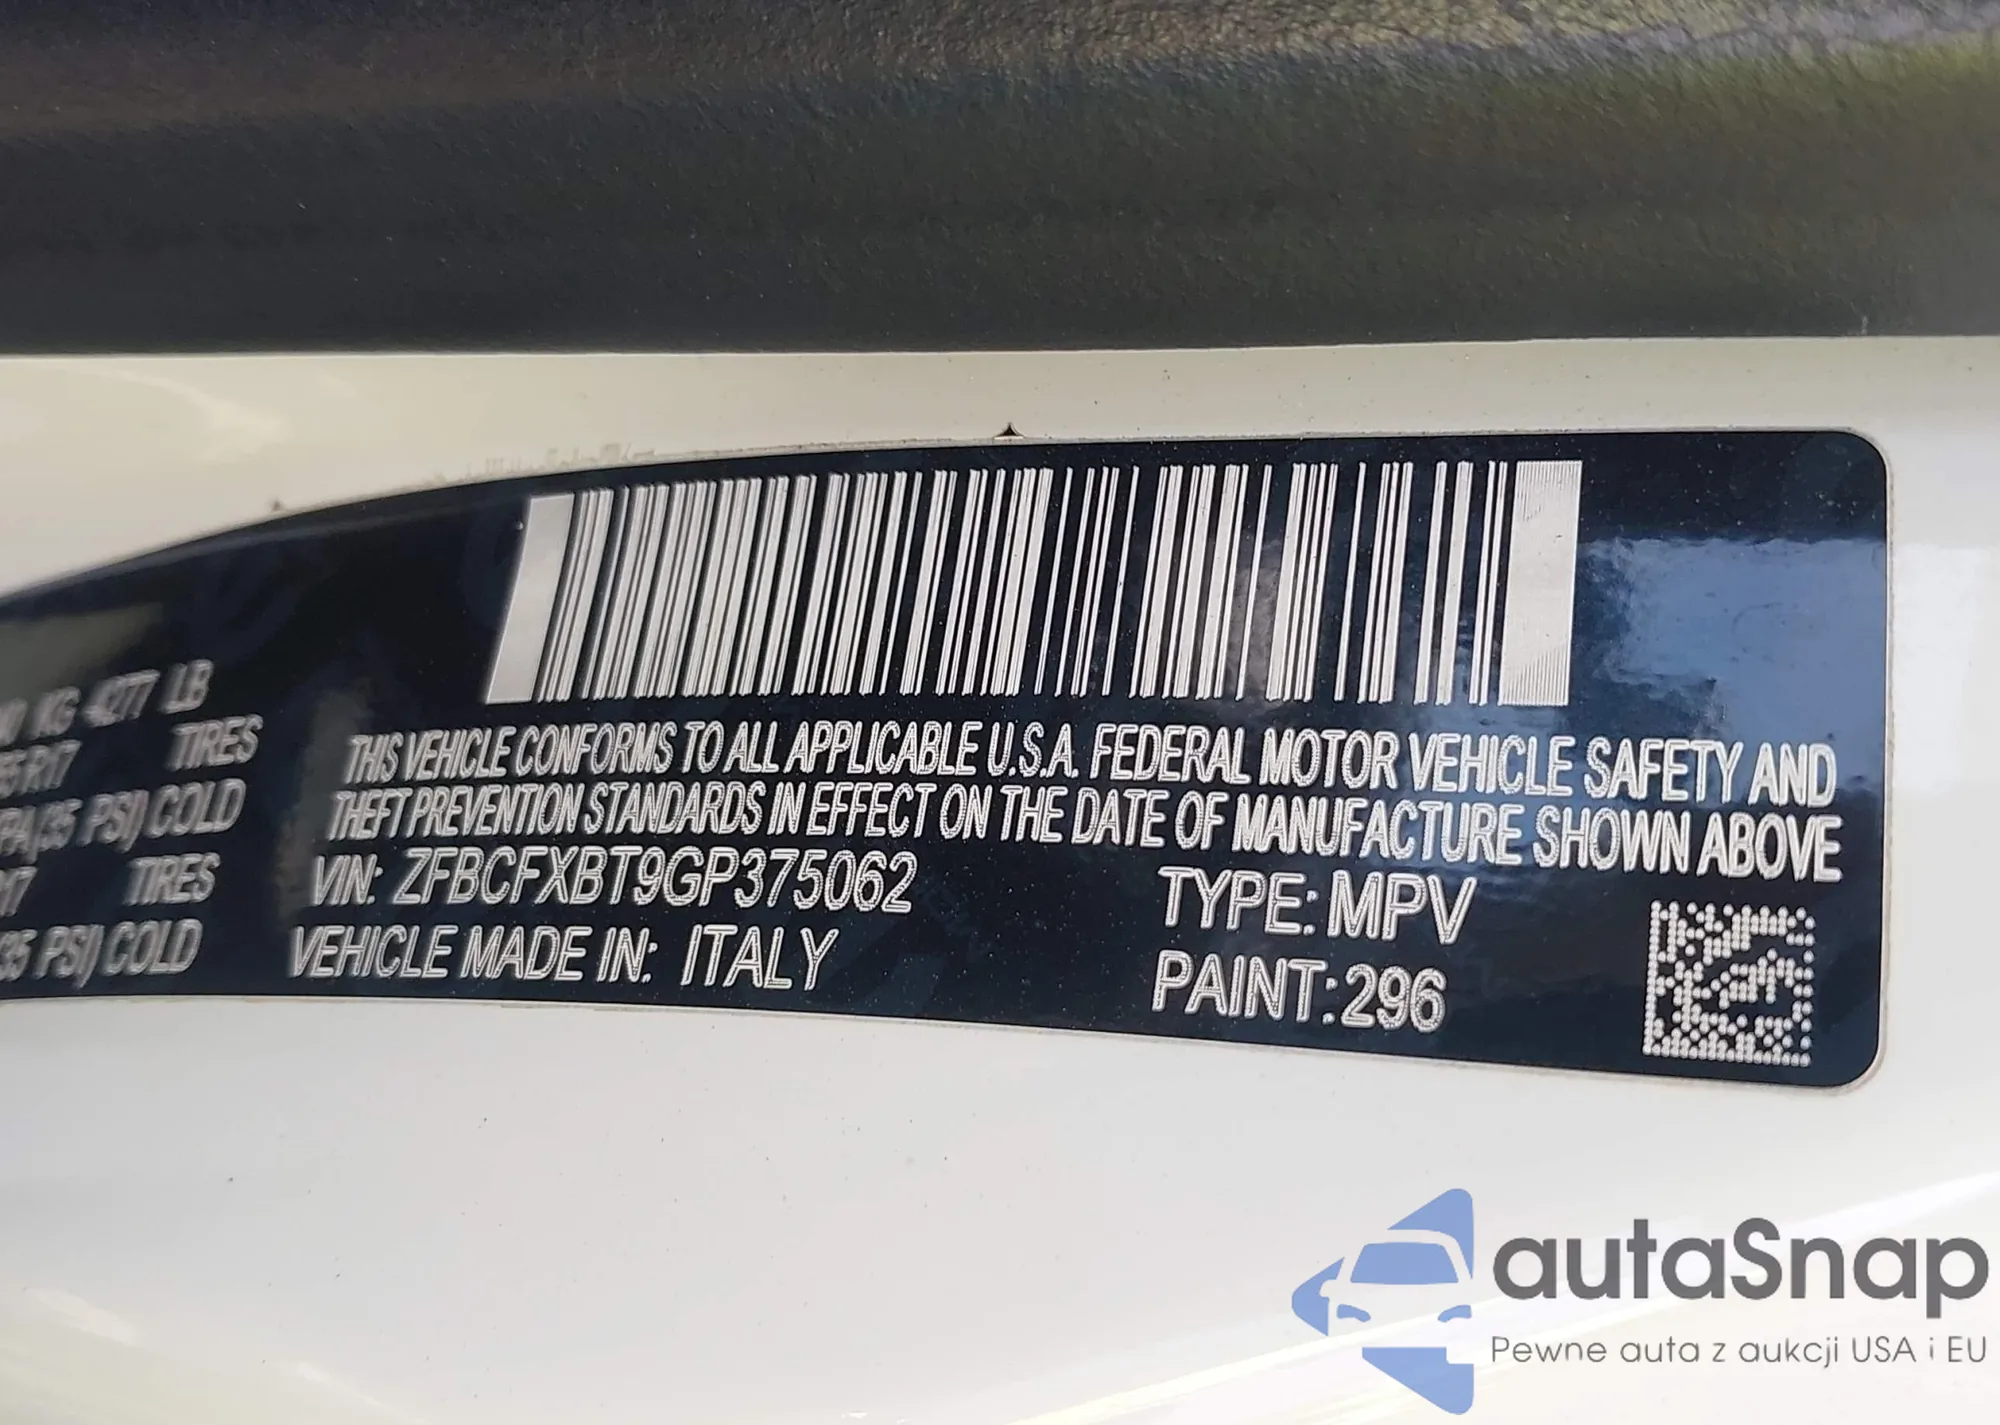 KG 4277 LB
R17 TIRES
(35 PSI) COLD
TIRES
PSI) COLD
THIS VEHICLE CONFORMS TO ALL APPLICABLE U.S.A. FEDERAL MOTOR VEHICLE SAFETY AND
THEFT PREVENTION STANDARDS IN EFFECT ON THE DATE OF MANUFACTURE SHOWN ABOVE
VIN: ZFBCFXBT9GP375062
TYPE: MPV
VEHICLE MADE IN: ITALY
PAINT:296
autaSnap
Pewne auta z aukcji USA i EU